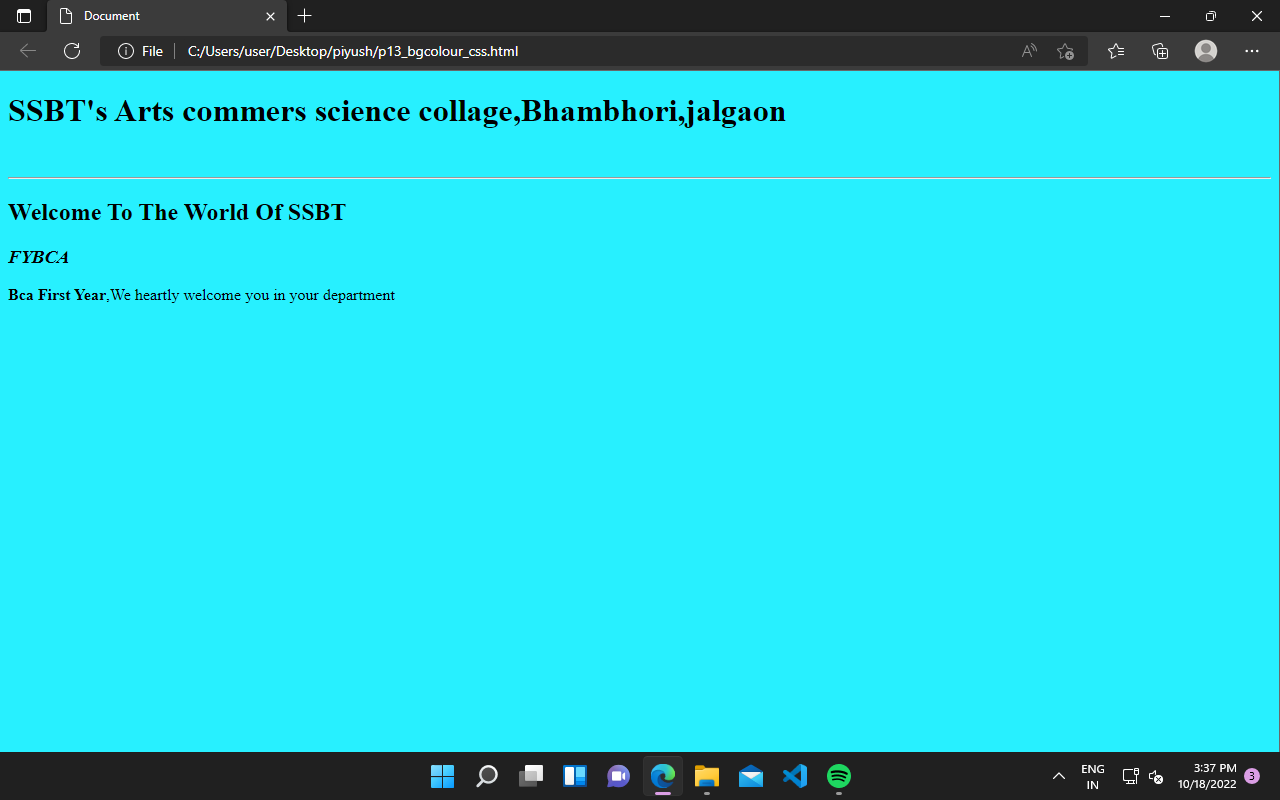 Document
File
C:/Users/user/Desktop/piyush/p13_bgcolour_css.html
SSBT's Arts commers science collage,Bhambhori,jalgaon
Welcome To The World Of SSBT
FYBCA
Bca First Year,We heartly welcome you in your department
ENG
IN
3:37 PM
10/18/2022
3